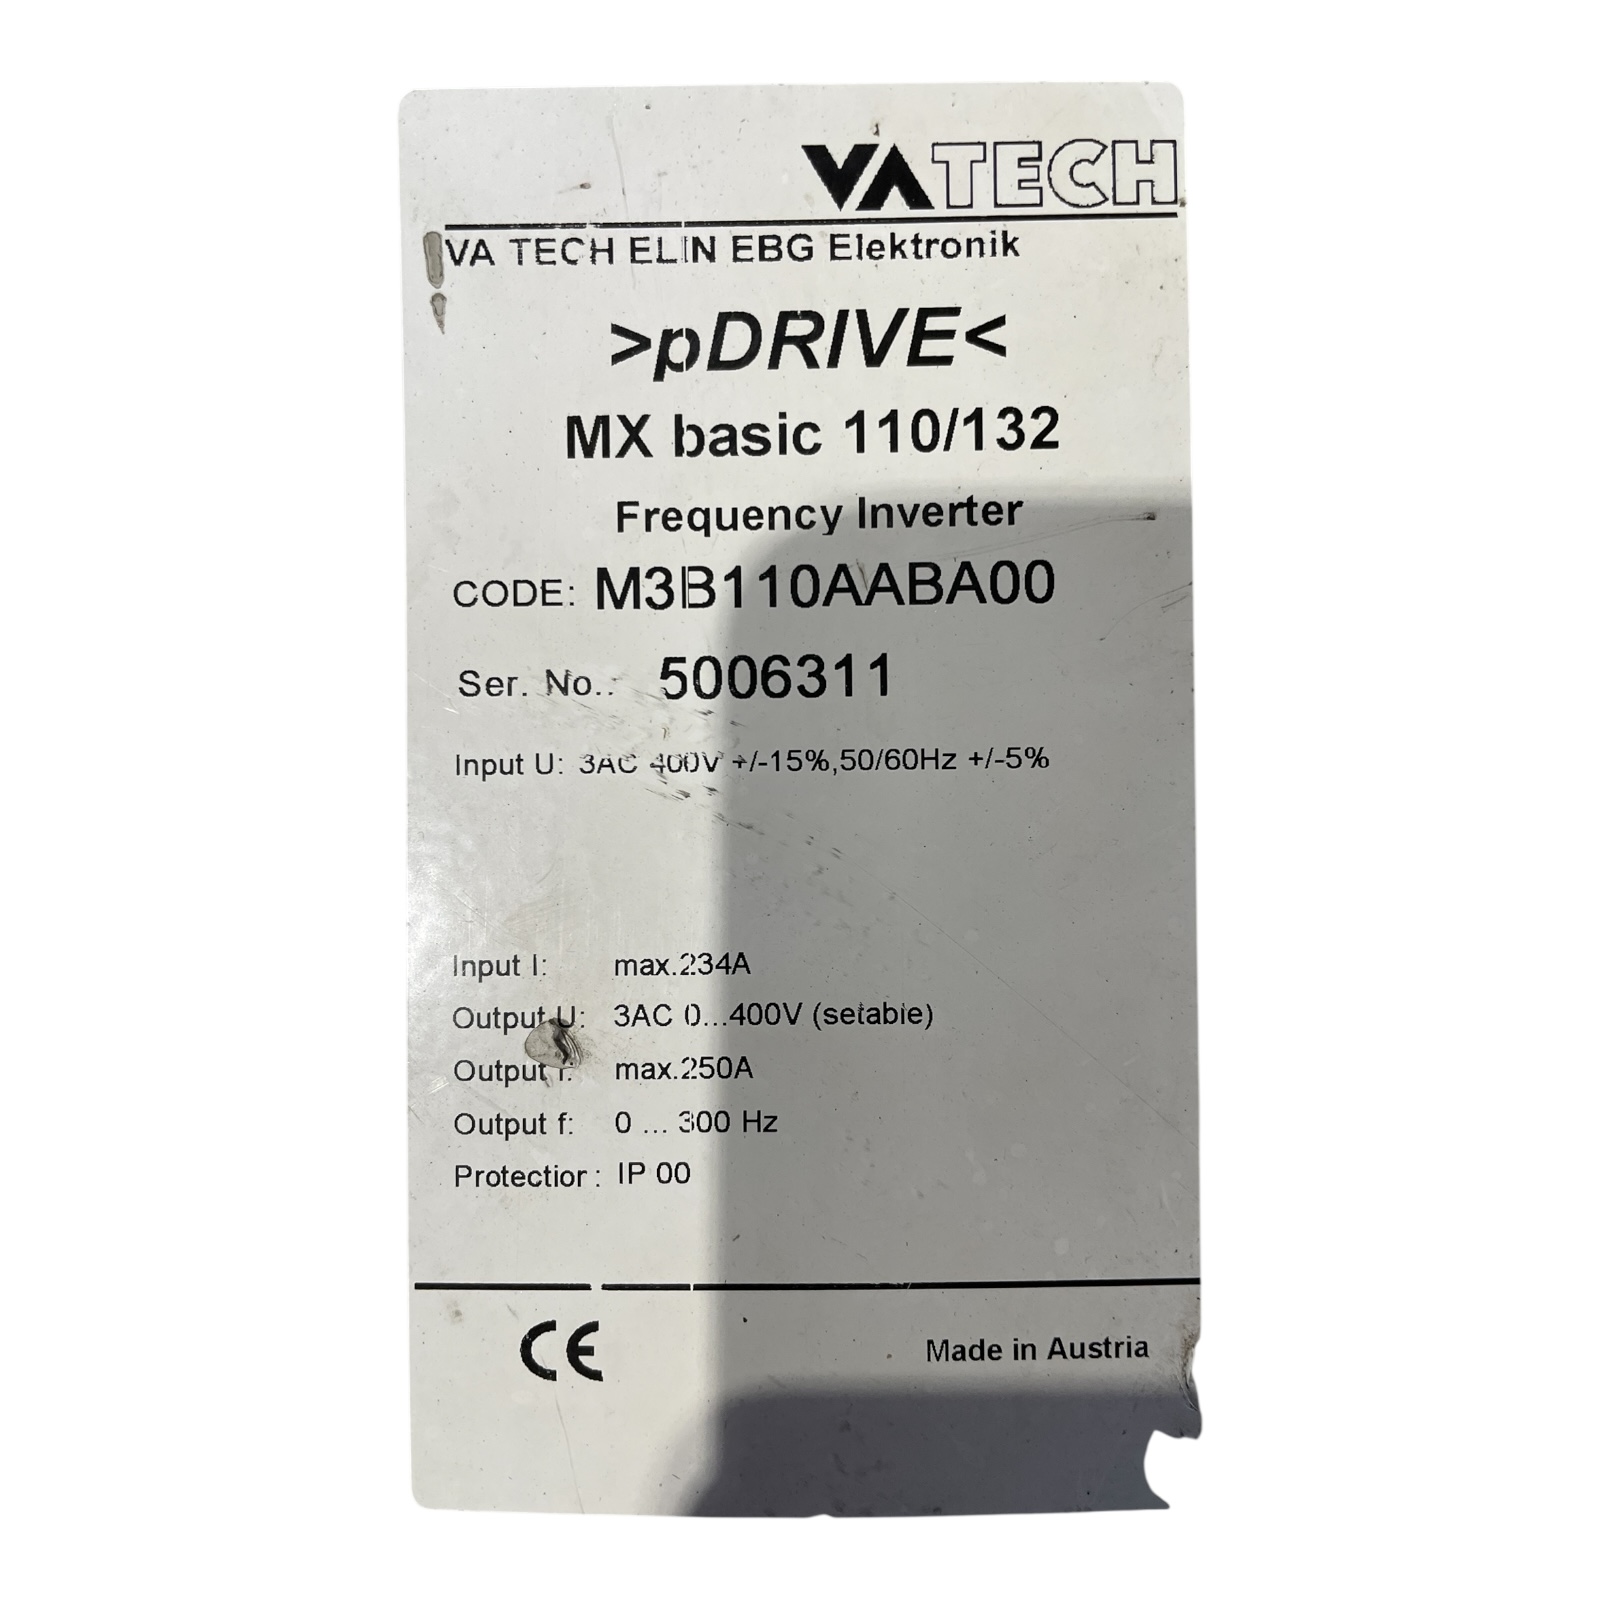 VA TECH
VA TECH ELIN EBG Elektronik
>pDRIVE<
MX basic 110/132
Frequency Inverter
CODE: M3B110AABA00
Ser. No.: 5006311
Input U: 3AC 400V +/-15%,50/60Hz +/-5%
Input I: max.234A
Output U: 3AC 0...400V (setable)
Output I: max.250A
Output f: 0 ... 300 Hz
Protection: IP 00
CE
Made in Austria